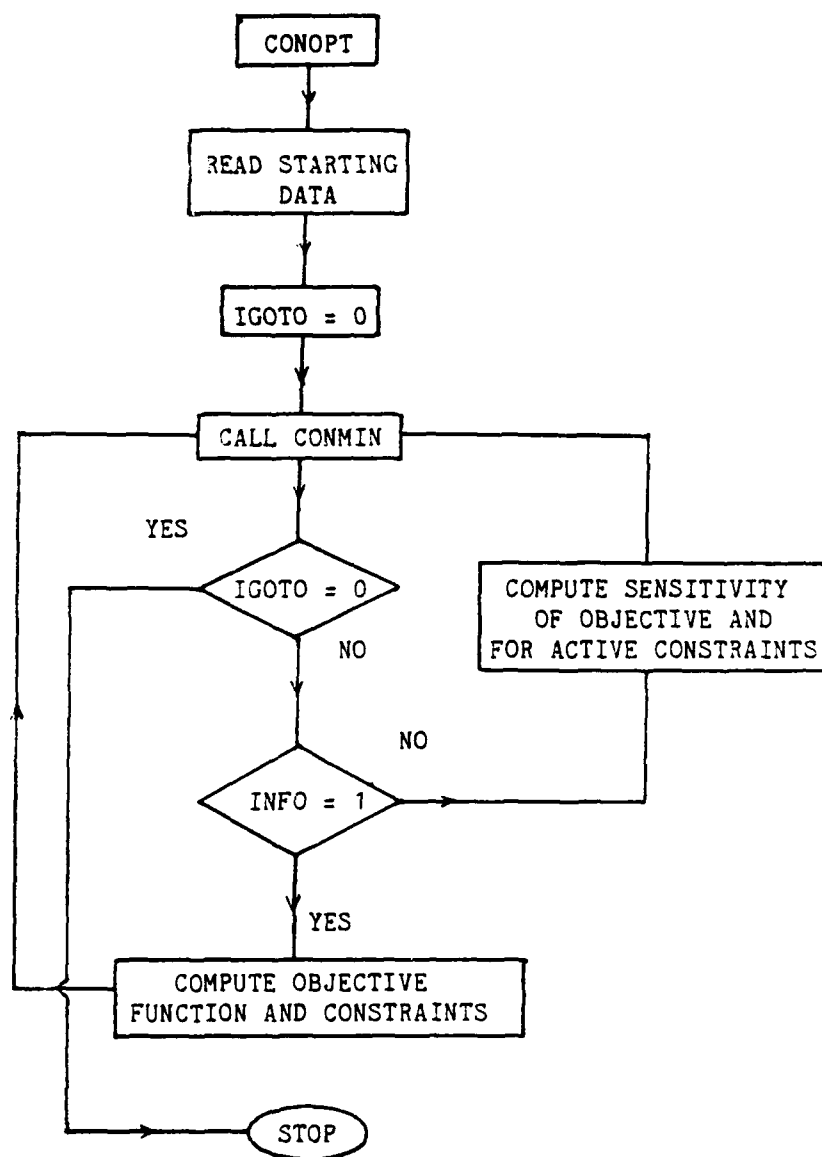 CONOPT
READ STARTING
DATA
IGOTO = 0
CALL CONMIN
YES
IGOTO = 0
NO
COMPUTE SENSITIVITY
OF OBJECTIVE AND
FOR ACTIVE CONSTRAINTS
NO
INFO = 1
YES
COMPUTE OBJECTIVE
FUNCTION AND CONSTRAINTS
STOP